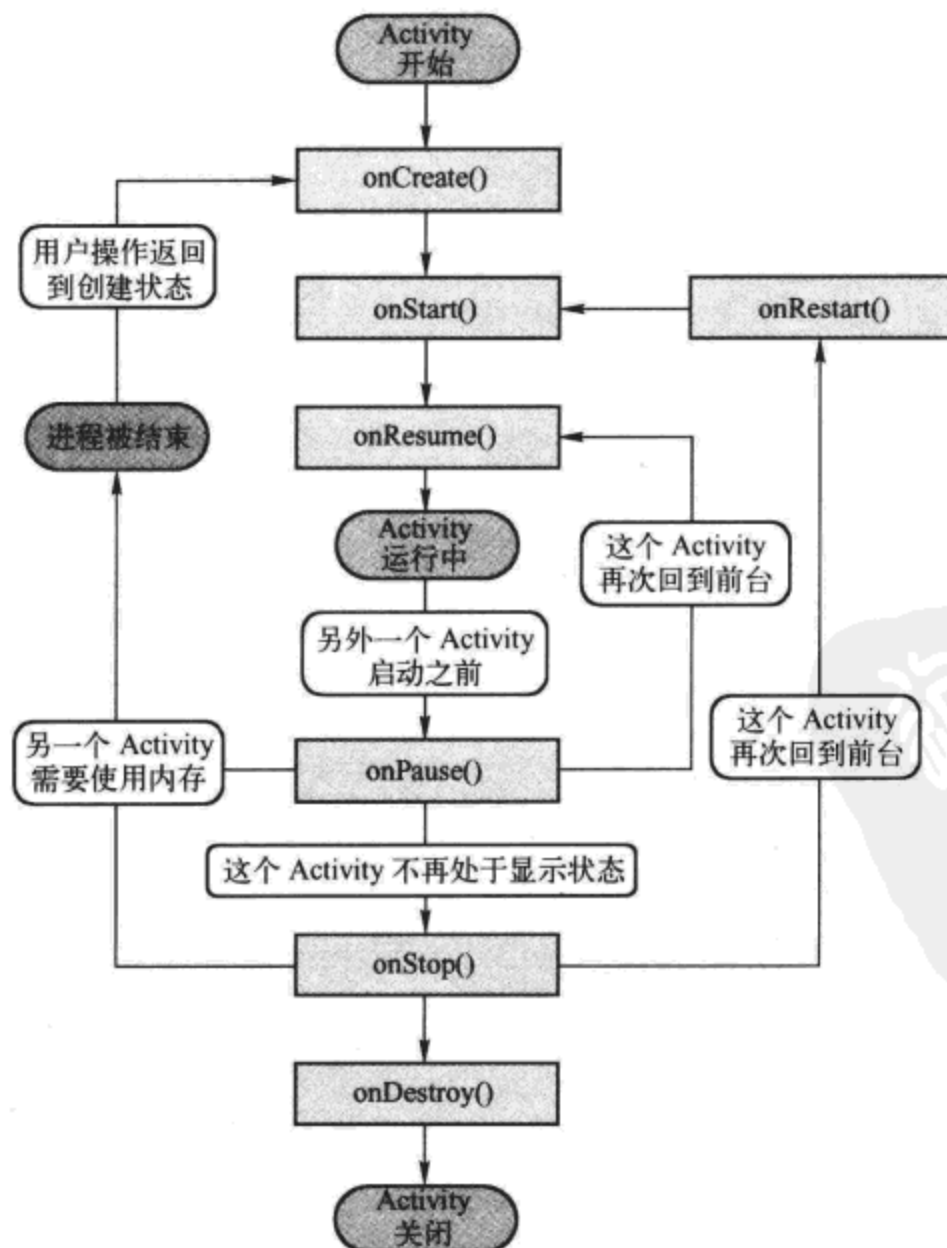 Activity
开始
onCreate()
用户操作返回
到创建状态
onStart()
onRestart()
进程被结束
onResume()
Activity
运行中
这个 Activity
再次回到前台
另外一个 Activity
启动之前
另一个 Activity
需要使用内存
onPause()
这个 Activity
再次回到前台
这个 Activity 不再处于显示状态
onStop()
onDestroy()
Activity
关闭